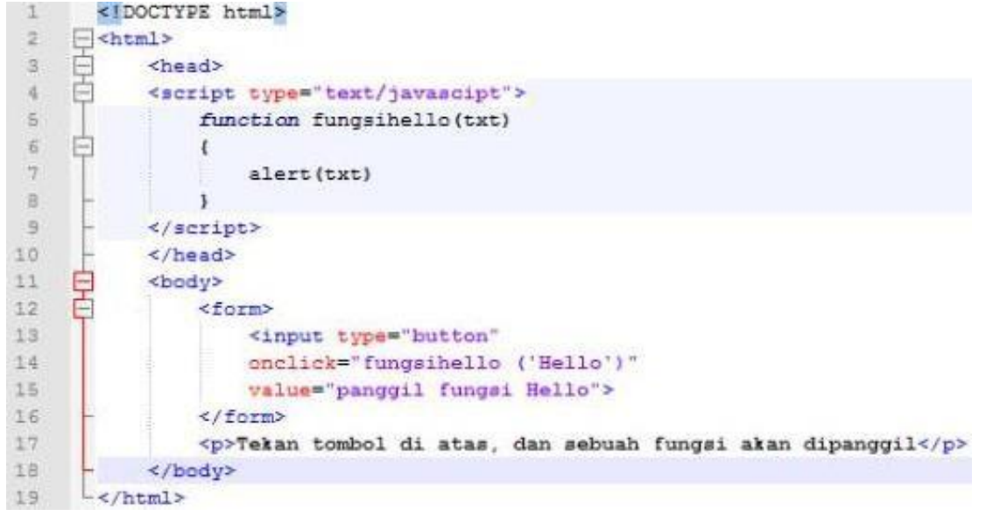 1 <!DOCTYPE html>
2 <html>
3 <head>
4 <script type="text/javascipt">
5 function fungsihello(txt)
6 {
7 alert(txt)
8 }
9 </script>
10 </head>
11 <body>
12 <form>
13 <input type="button"
14 onclick="fungsihello ('Hello')"
15 value="panggil fungsi Hello">
16 </form>
17 <p>Tekan tombol di atas, dan sebuah fungsi akan dipanggil</p>
18 </body>
19 </html>